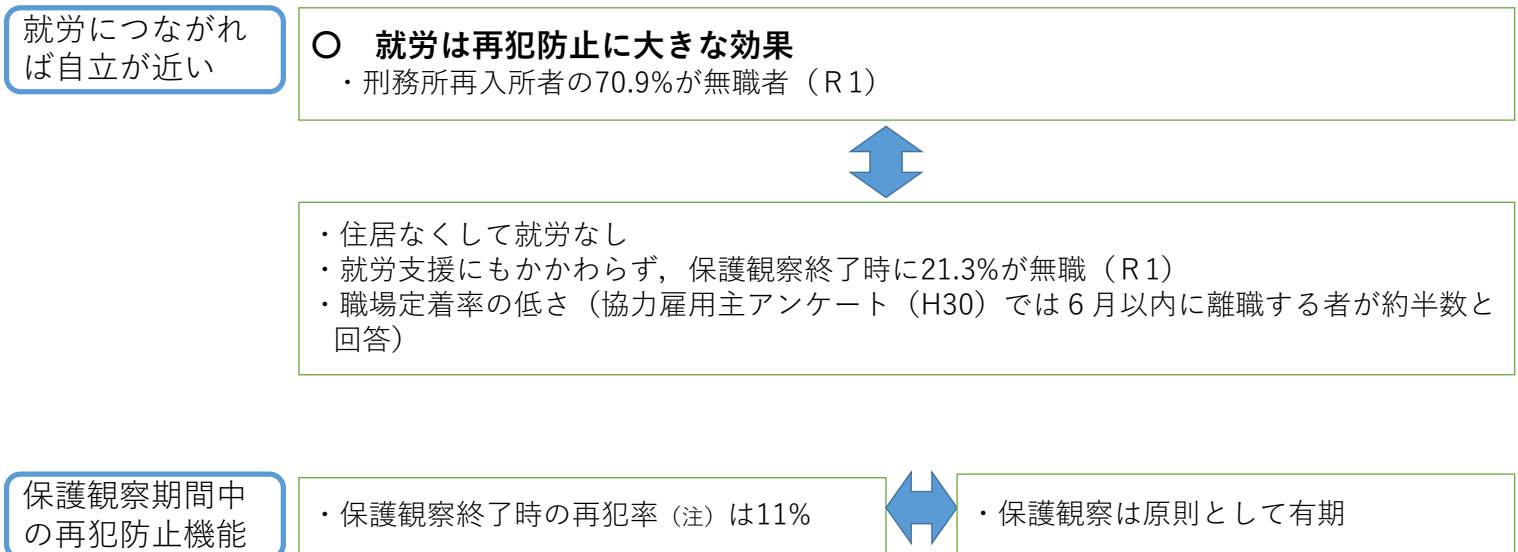 就労につながれ
ば自立が近い
〇　就労は再犯防止に大きな効果
・刑務所再入所者の70.9%が無職者（Ｒ1）
・住居なくして就労なし
・就労支援にもかかわらず，保護観察終了時に21.3%が無職（Ｒ1）
・職場定着率の低さ（協力雇用主アンケート（H30）では６月以内に離職する者が約半数と
回答）
保護観察期間中
の再犯防止機能
・保護観察終了時の再犯率（注）は11%
・保護観察は原則として有期